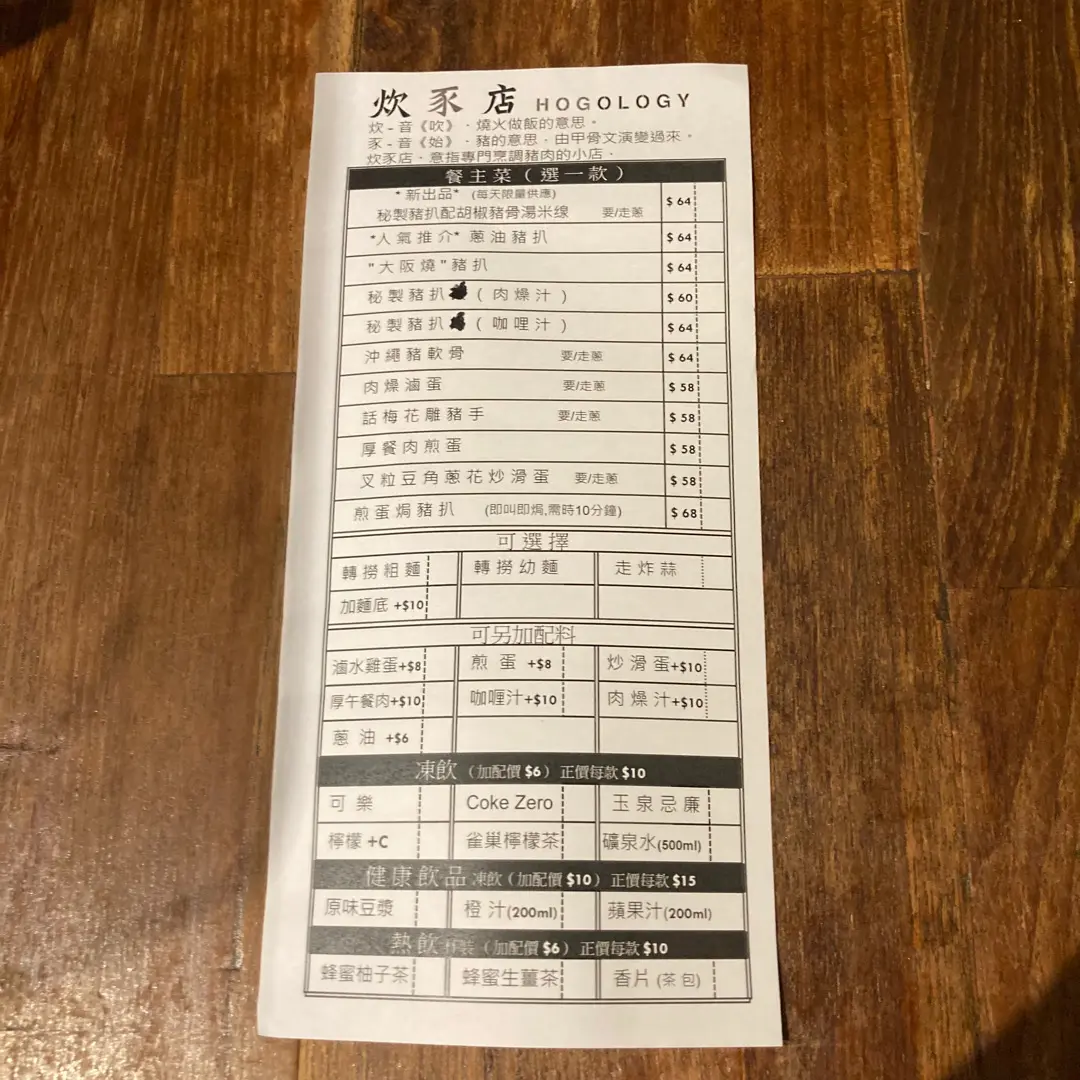 炊豕店 HOGOLOGY
炊 - 音《吹》．燒火做飯的意思。
豕 - 音《始》．豬的意思．由甲骨文演變過來。
炊豕店．意指專門烹調豬肉的小店．
餐主菜（選一款）
*新出品* (每天限量供應)
秘製豬扒配胡椒豬骨湯米线 要/走蔥 $ 64
*人氣推介* 蔥油豬扒 $ 64
"大阪燒"豬扒 $ 64
秘製豬扒 (肉燥汁) $ 60
秘製豬扒 (咖喱汁) $ 64
沖繩豬軟骨 要/走蔥 $ 64
肉燥滷蛋 要/走蔥 $ 58
話梅花雕豬手 要/走蔥 $ 58
厚餐肉煎蛋 $ 58
叉粒豆角蔥花炒滑蛋 要/走蔥 $ 58
煎蛋焗豬扒 (即叫即焗,需時10分鐘) $ 68
可選擇
轉撈粗麵 轉撈幼麵 走炸蒜
加麵底 +$10
可另加配料
滷水雞蛋+$8 煎蛋 +$8 炒滑蛋+$10
厚午餐肉+$10 咖喱汁+$10 肉燥汁+$10
蔥油 +$6
凍飲（加配價 $6） 正價每款 $10
可樂 Coke Zero 玉泉忌廉
檸檬 +C 雀巢檸檬茶 礦泉水(500ml)
健康飲品 凍飲（加配價 $10） 正價每款 $15
原味豆漿 橙汁(200ml) 蘋果汁(200ml)
熱飲 裝（加配價 $6） 正價每款 $10
蜂蜜柚子茶 蜂蜜生薑茶 香片 (茶包)